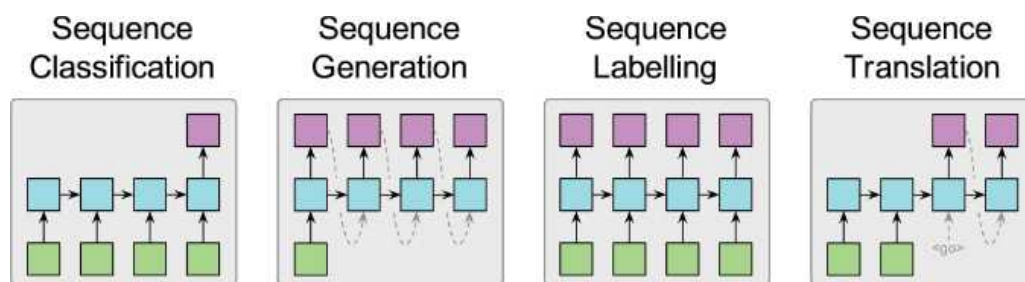 Sequence
Classification
Sequence
Generation
Sequence
Labelling
Sequence
Translation
<go>